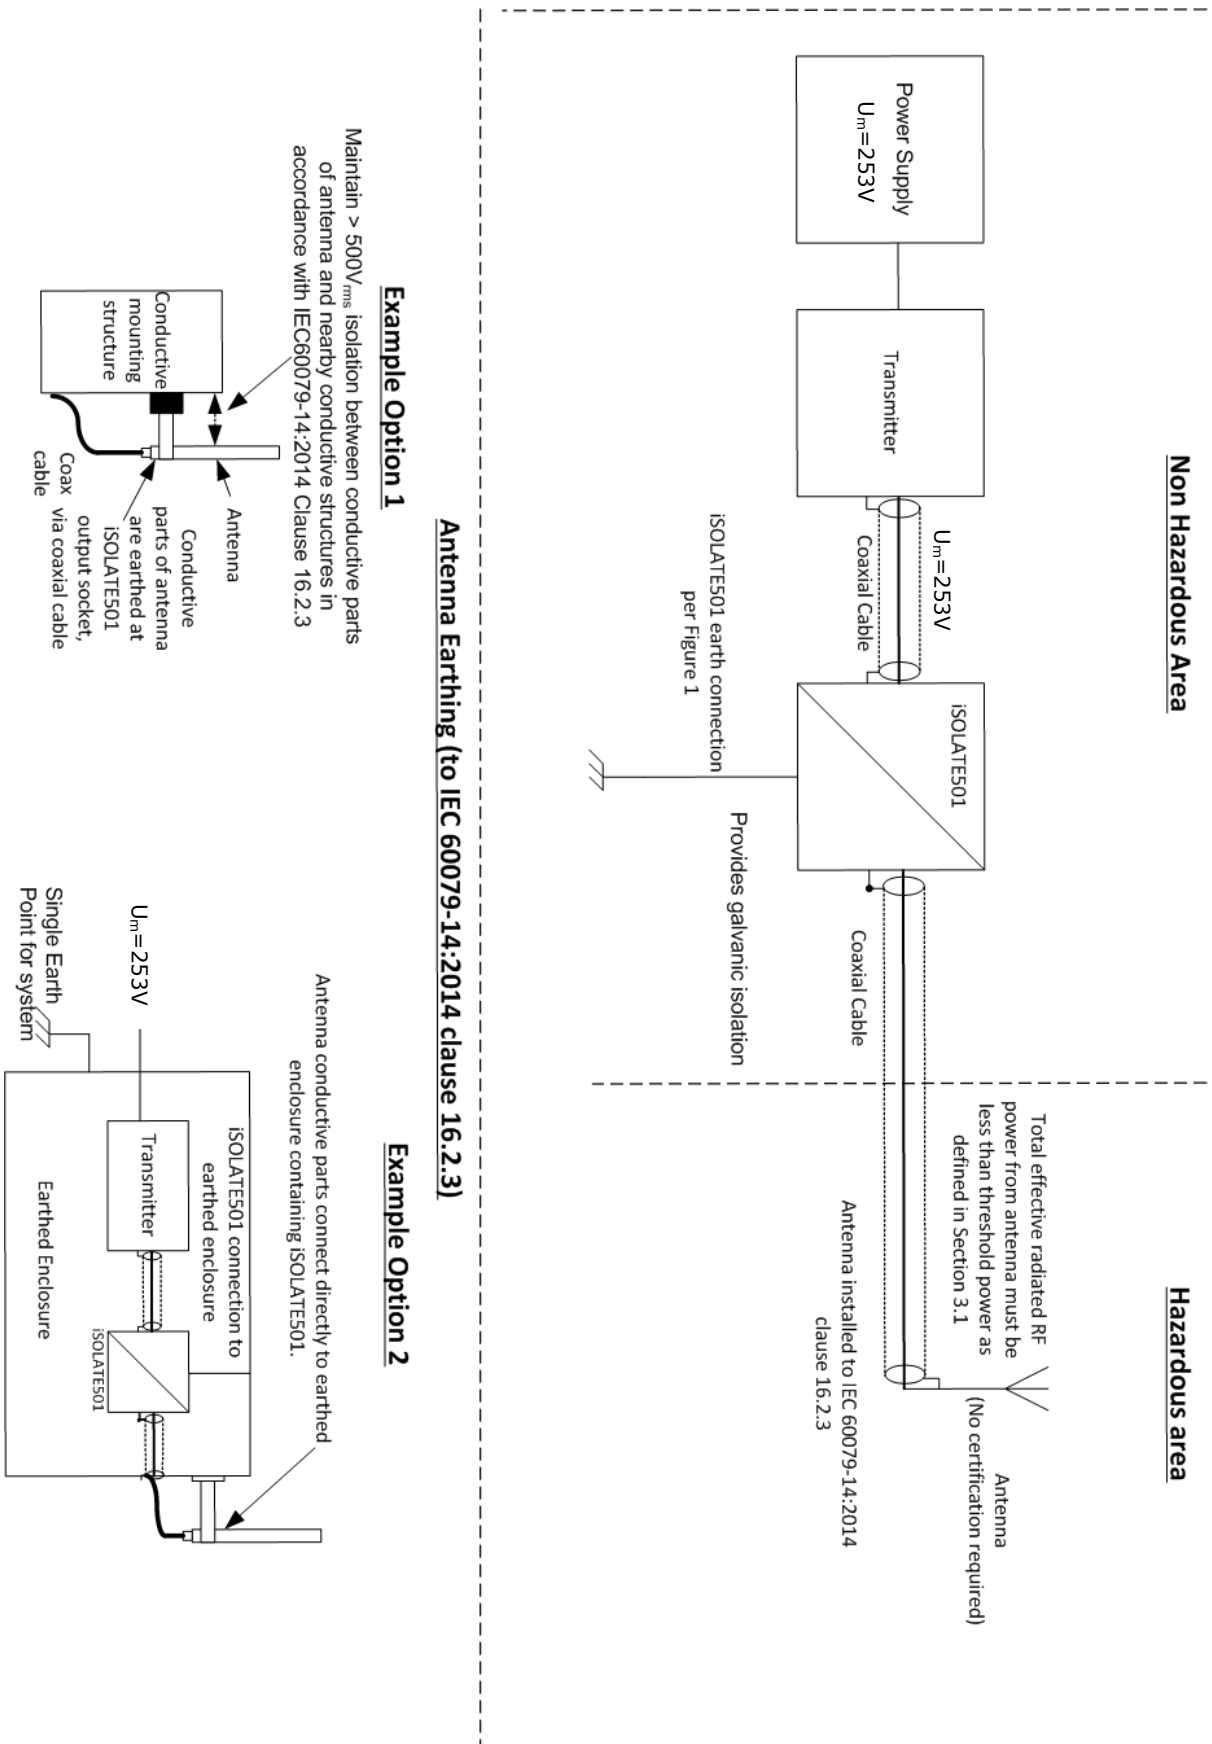 Non Hazardous Area
Hazardous area
Power Supply
Uₘ=253V
Transmitter
Uₘ=253V
Coaxial Cable
iSOLATE501
iSOLATE501 earth connection
per Figure 1
Provides galvanic isolation
Coaxial Cable
Total effective radiated RF
power from antenna must be
less than threshold power as
defined in Section 3.1
Antenna
(No certification required)
Antenna installed to IEC 60079-14:2014
clause 16.2.3
Antenna Earthing (to IEC 60079-14:2014 clause 16.2.3)
Example Option 1
Maintain > 500Vᵣₘₛ isolation between conductive parts
of antenna and nearby conductive structures in
accordance with IEC60079-14:2014 Clause 16.2.3
Conductive
mounting
structure
Antenna
Conductive
parts of antenna
are earthed at
iSOLATE501
output socket,
via coaxial cable
Coax
cable
Example Option 2
Antenna conductive parts connect directly to earthed
enclosure containing iSOLATE501.
Uₘ=253V
Single Earth
Point for system
iSOLATE501 connection to
earthed enclosure
Transmitter
iSOLATE501
Earthed Enclosure